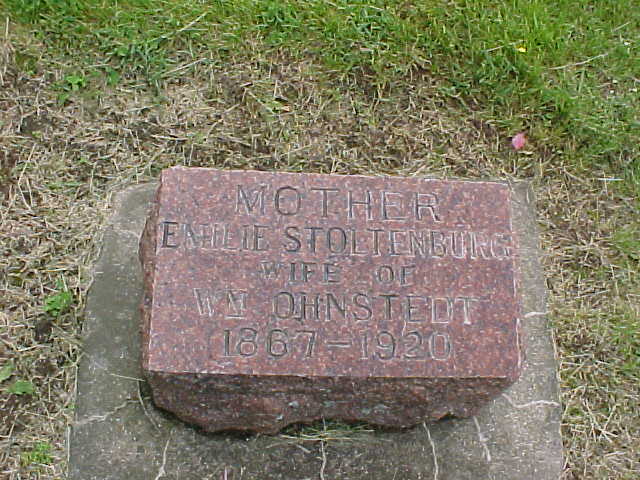 MOTHER
EMILIE STOLTENBURG
WIFE OF
WM OHNSTEDT
1867-1920